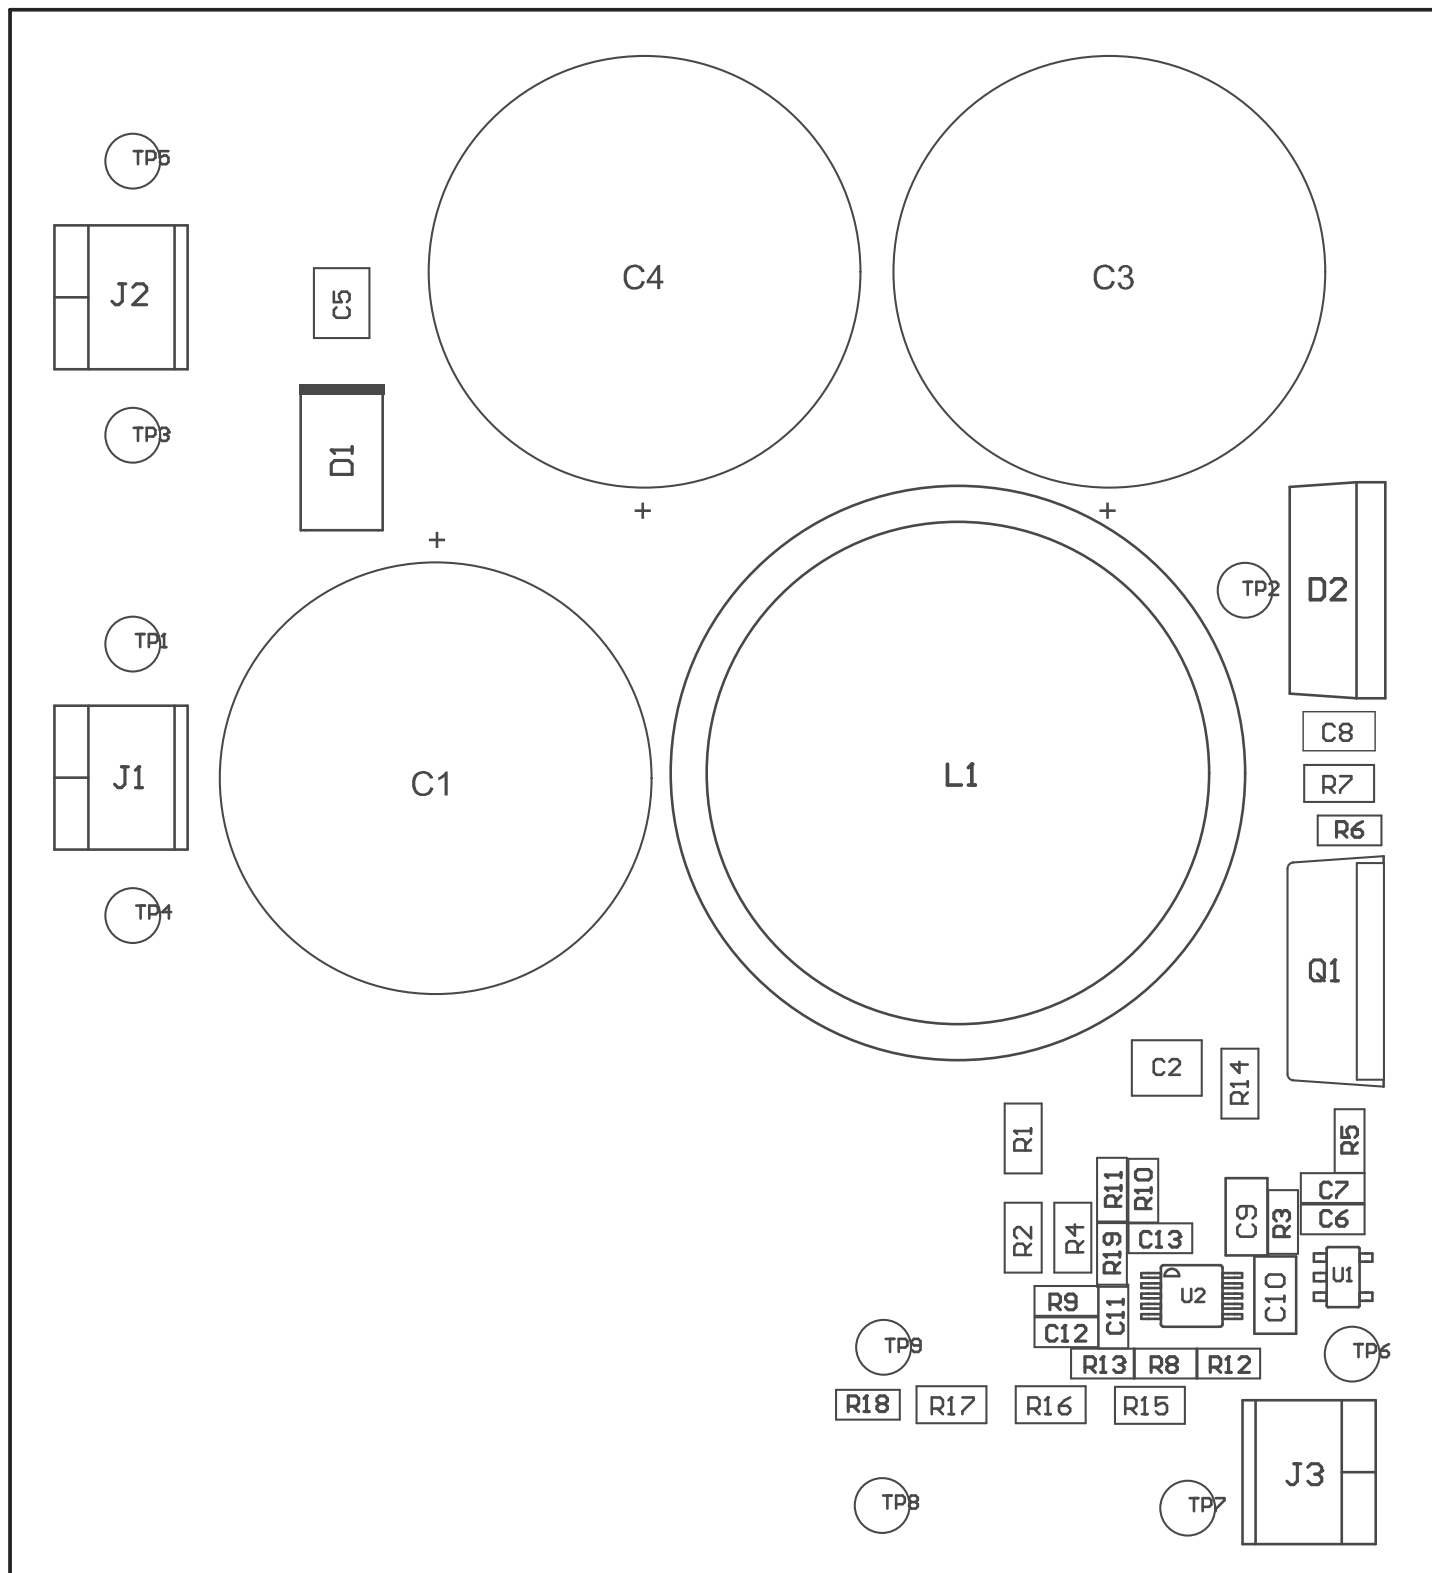 TP5
J2
C5
C4
C3
TP3
D1
+
+
+
TP2
D2
TP1
J1
C1
L1
C8
R7
R6
TP4
Q1
C2
R14
R1
R5
R11
R10
C9
R3
C7
C6
R2
R4
R19
C13
U1
U2
C10
R9
C11
C12
TP9
TP6
R13
R8
R12
R18
R17
R16
R15
J3
TP8
TP7